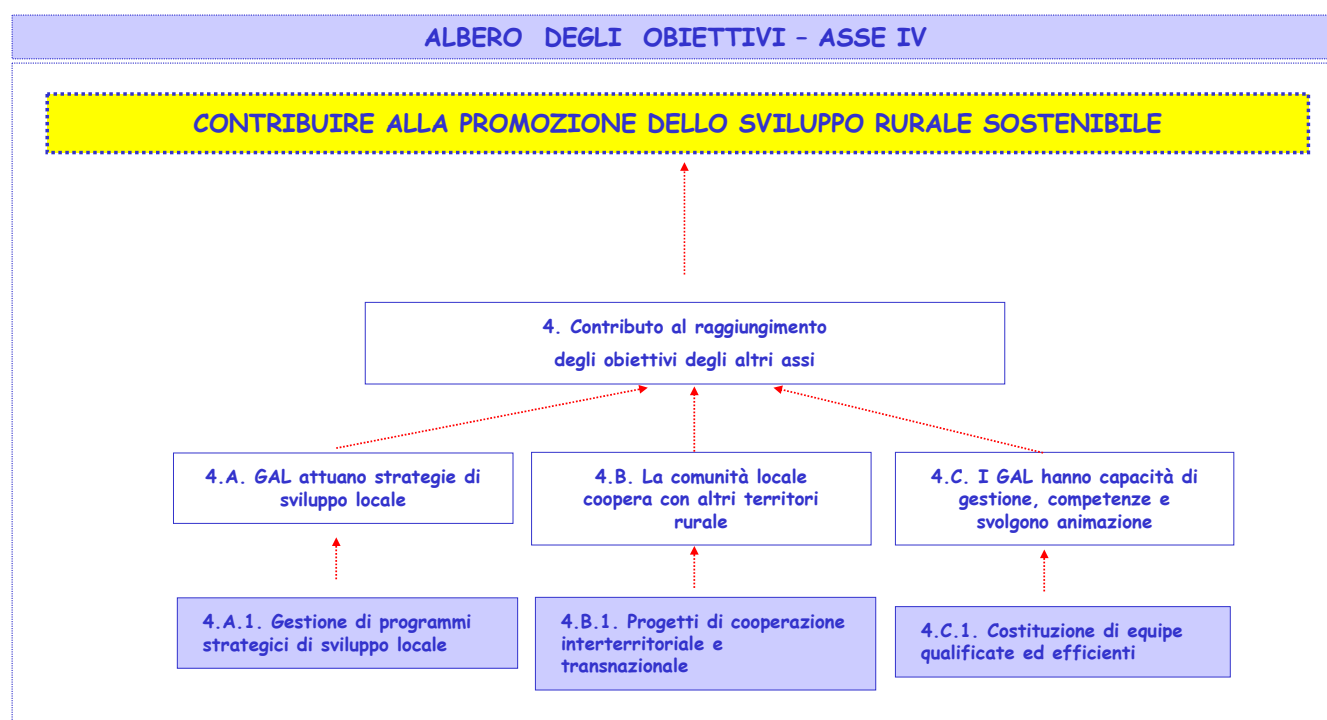 ALBERO DEGLI OBIETTIVI – ASSE IV
CONTRIBUIRE ALLA PROMOZIONE DELLO SVILUPPO RURALE SOSTENIBILE
4. Contributo al raggiungimento
degli obiettivi degli altri assi
4.A. GAL attuano strategie di
sviluppo locale
4.B. La comunità locale
coopera con altri territori
rurale
4.C. I GAL hanno capacità di
gestione, competenze e
svolgono animazione
4.A.1. Gestione di programmi
strategici di sviluppo locale
4.B.1. Progetti di cooperazione
interterritoriale e
transnazionale
4.C.1. Costituzione di equipe
qualificate ed efficienti